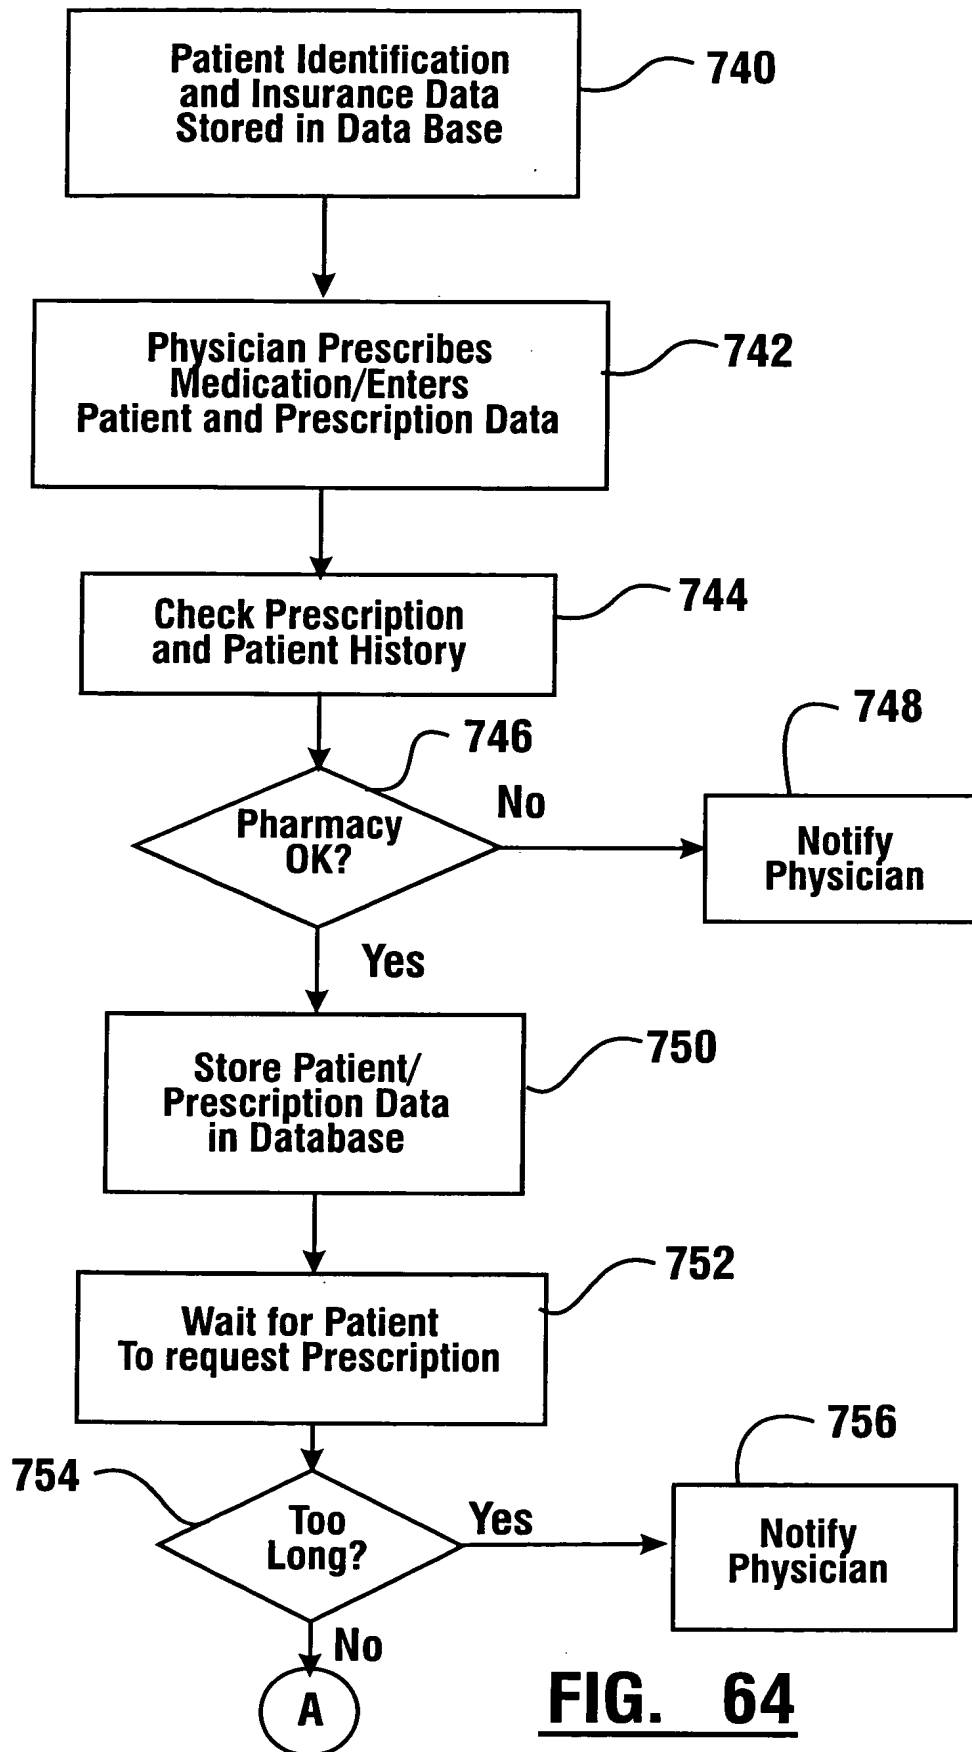 Patient Identification
and Insurance Data
Stored in Data Base
740
Physician Prescribes
Medication/Enters
Patient and Prescription Data
742
Check Prescription
and Patient History
744
746
Pharmacy
OK?
No
748
Notify
Physician
Yes
Store Patient/
Prescription Data
in Database
750
Wait for Patient
To request Prescription
752
754
Too
Long?
Yes
756
Notify
Physician
No
A
FIG. 64